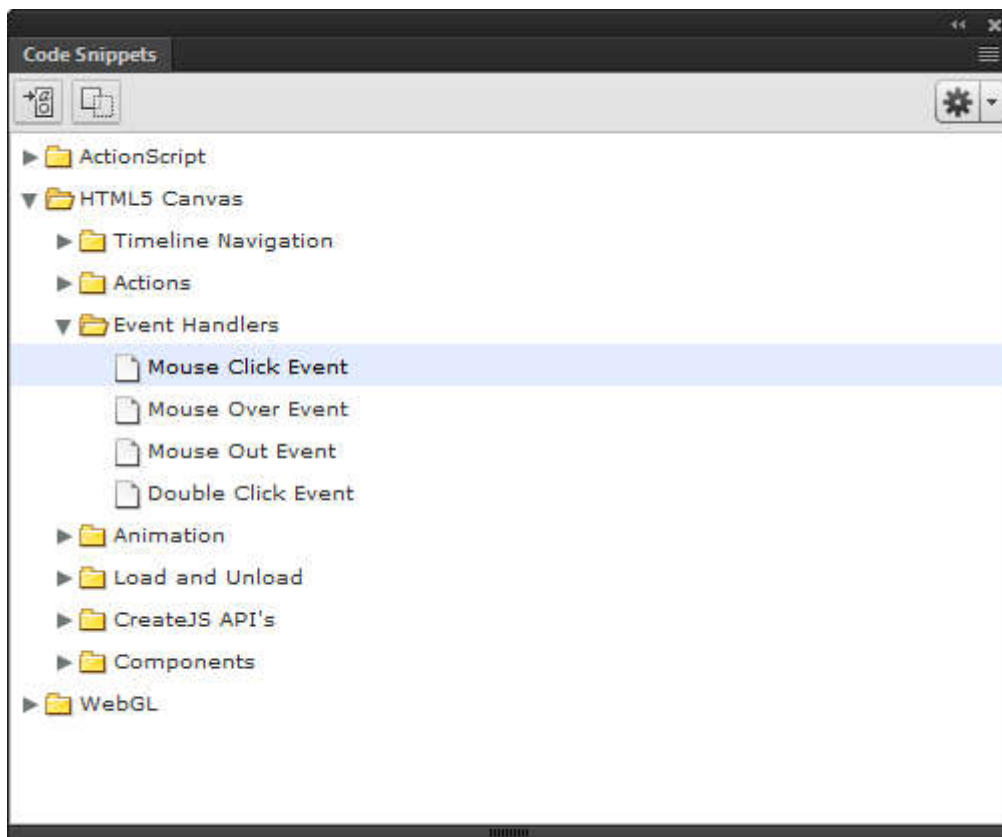 Code Snippets
ActionScript
HTML5 Canvas
Timeline Navigation
Actions
Event Handlers
Mouse Click Event
Mouse Over Event
Mouse Out Event
Double Click Event
Animation
Load and Unload
CreateJS API's
Components
WebGL